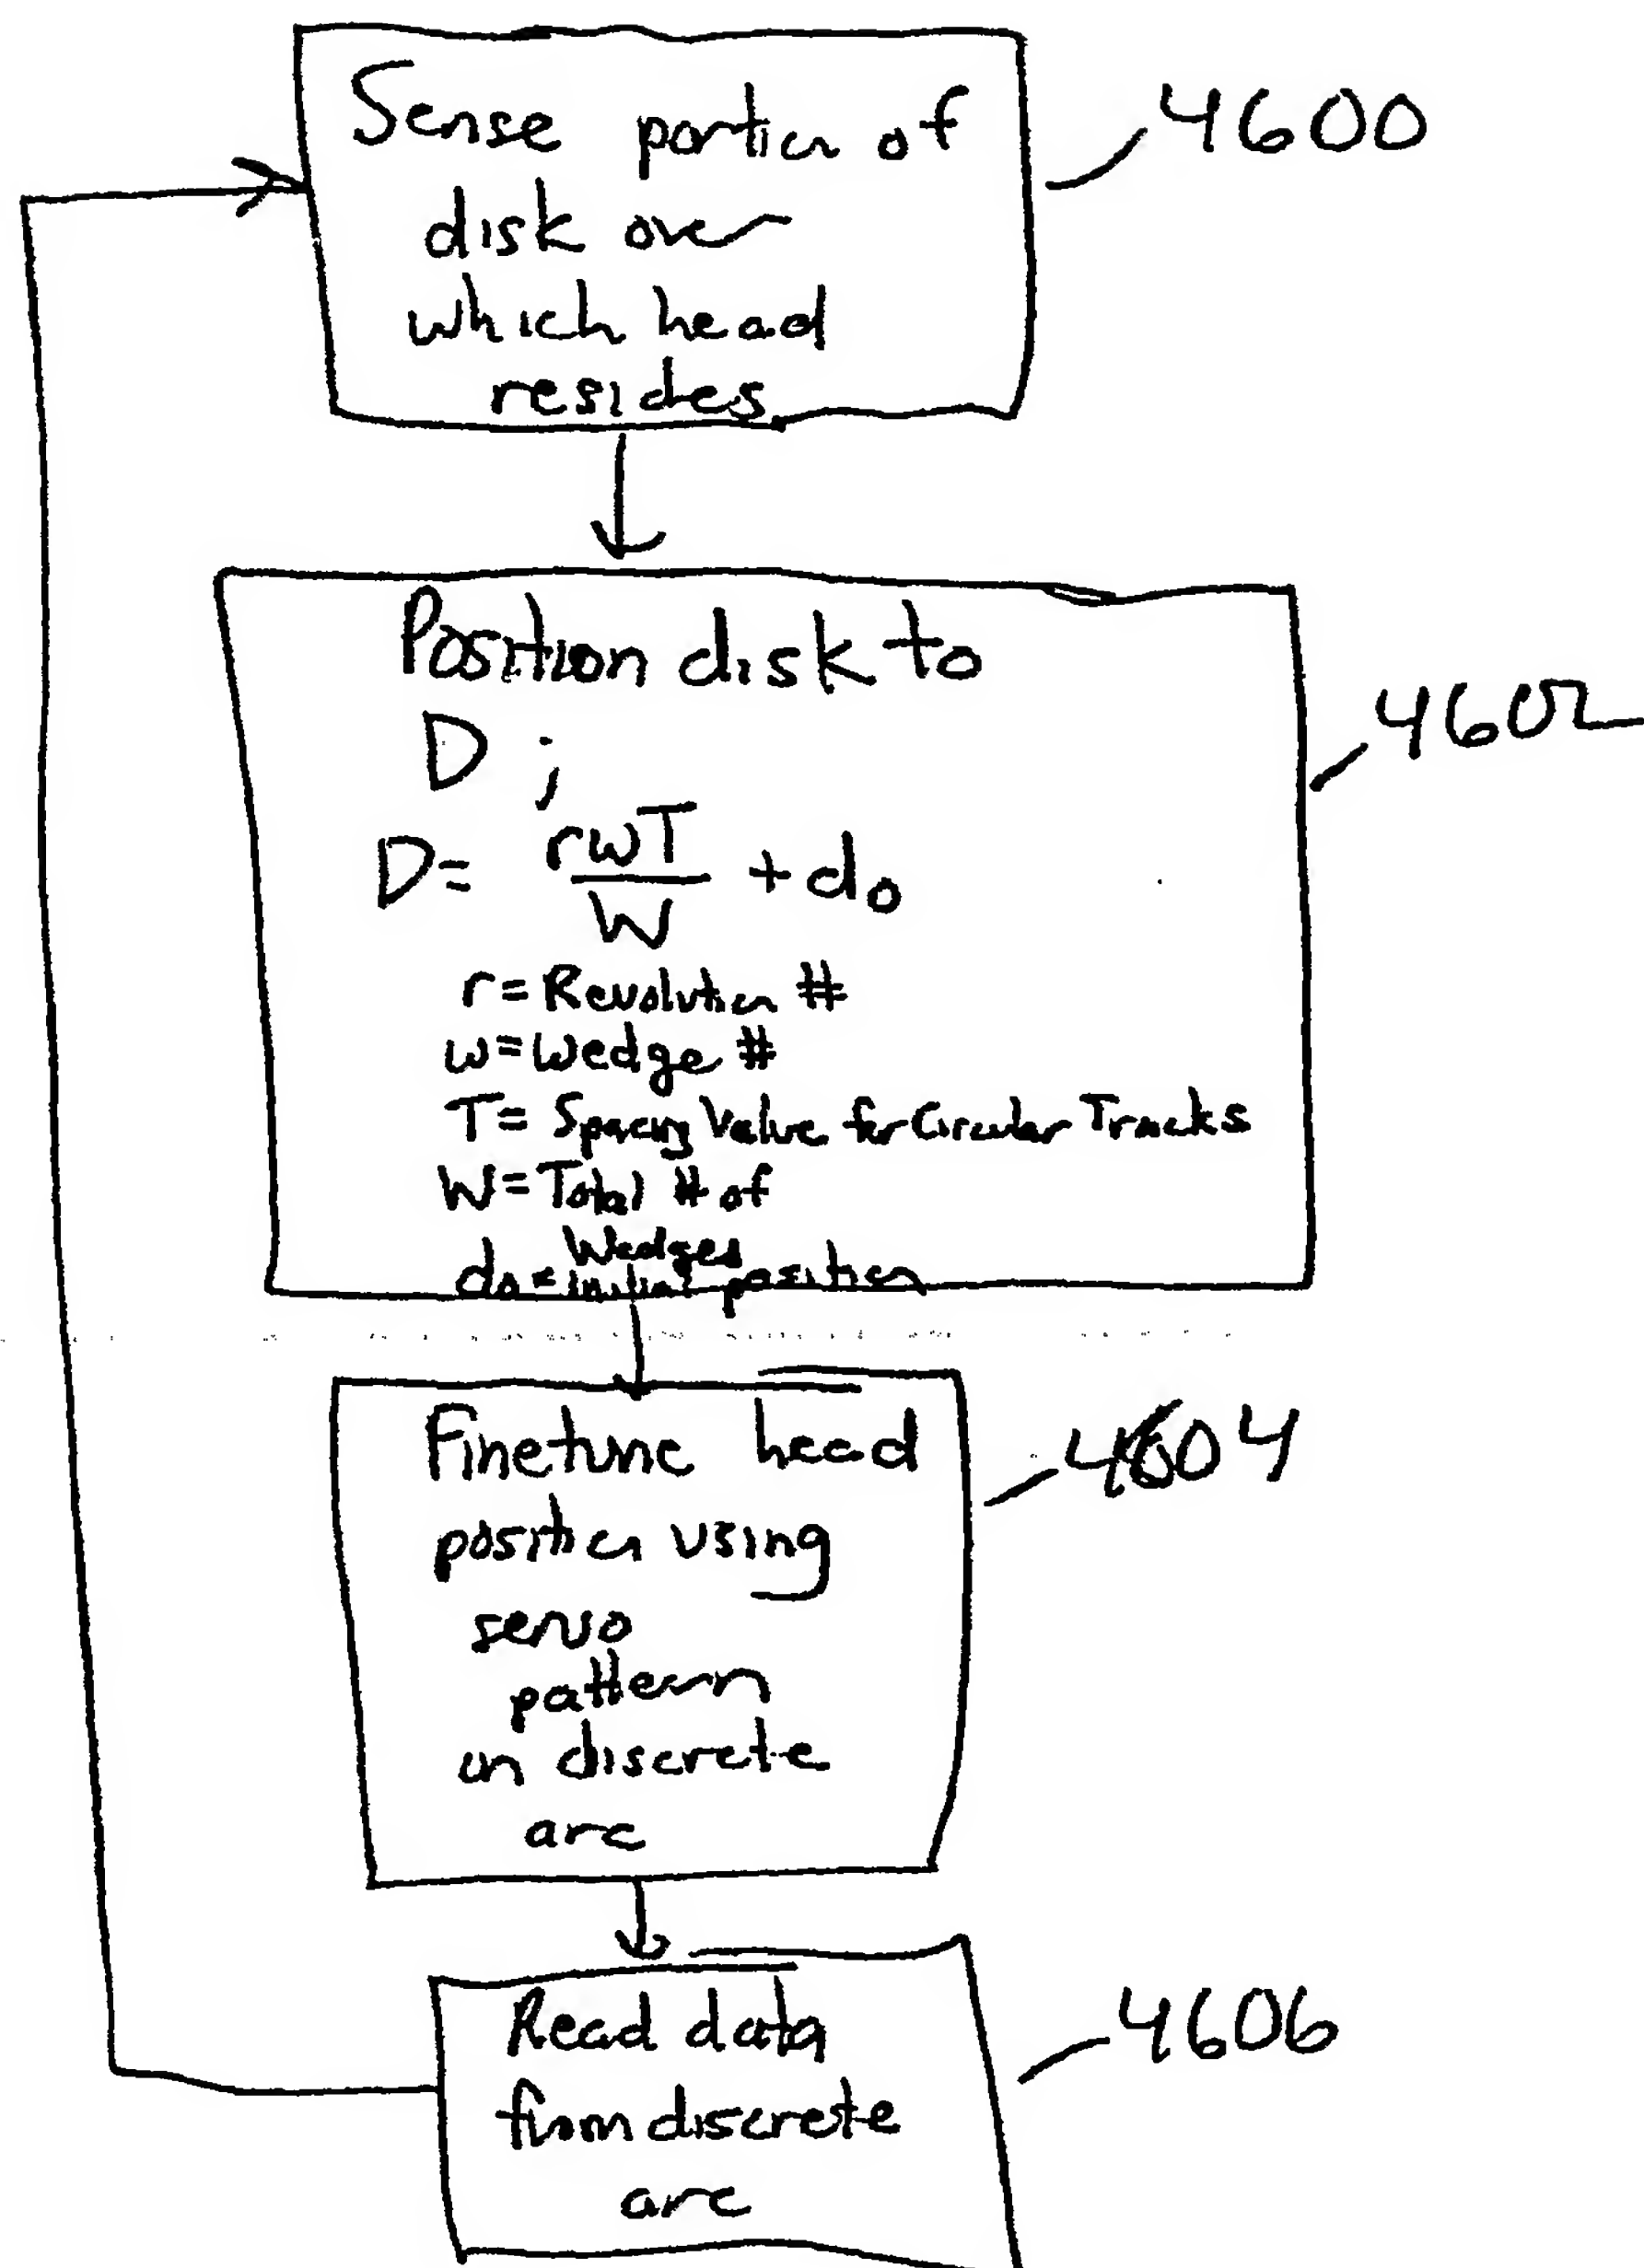 Sense portion of
disk over
which head
resides
4600
Position disk to
D ;
D = rwT/W + do
r = Revolution #
w = Wedge #
T = Spacing Value for Circular Tracks
W = Total # of
Wedges
do = initial position
4602
Finetune head
position using
servo
pattern
on discrete
arc
4604
Read data
from discrete
arc
4606